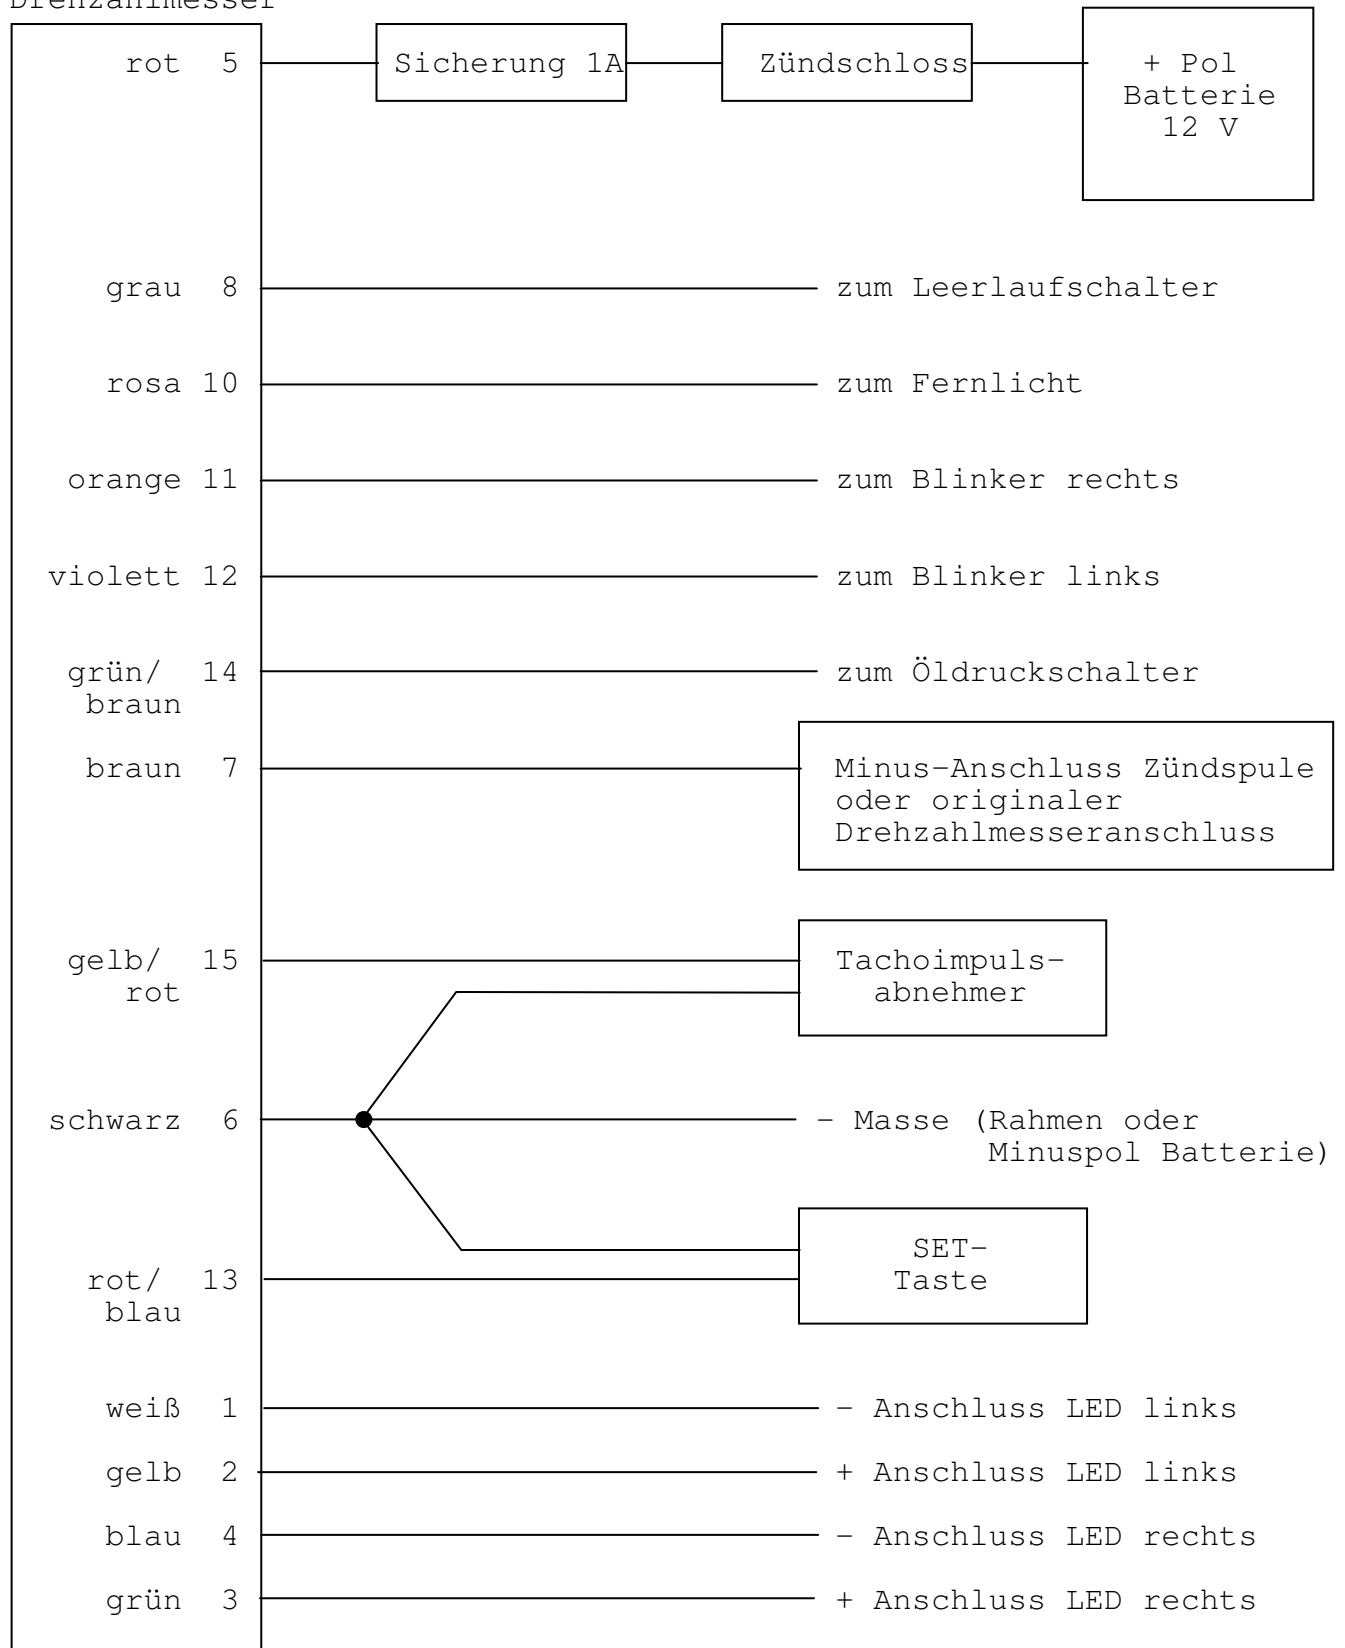 Drehzahlmesser
rot 5 Sicherung 1A Zündschloss + Pol
Batterie
12 V
grau 8 zum Leerlaufschalter
rosa 10 zum Fernlicht
orange 11 zum Blinker rechts
violett 12 zum Blinker links
grün/ 14 zum Öldruckschalter
braun
braun 7 Minus-Anschluss Zündspule
oder originaler
Drehzahlmesseranschluss
gelb/ 15 Tachoimpuls-
rot abnehmer
schwarz 6 - Masse (Rahmen oder
Minuspol Batterie)
SET-
rot/ 13 Taste
blau
weiß 1 - Anschluss LED links
gelb 2 + Anschluss LED links
blau 4 - Anschluss LED rechts
grün 3 + Anschluss LED rechts